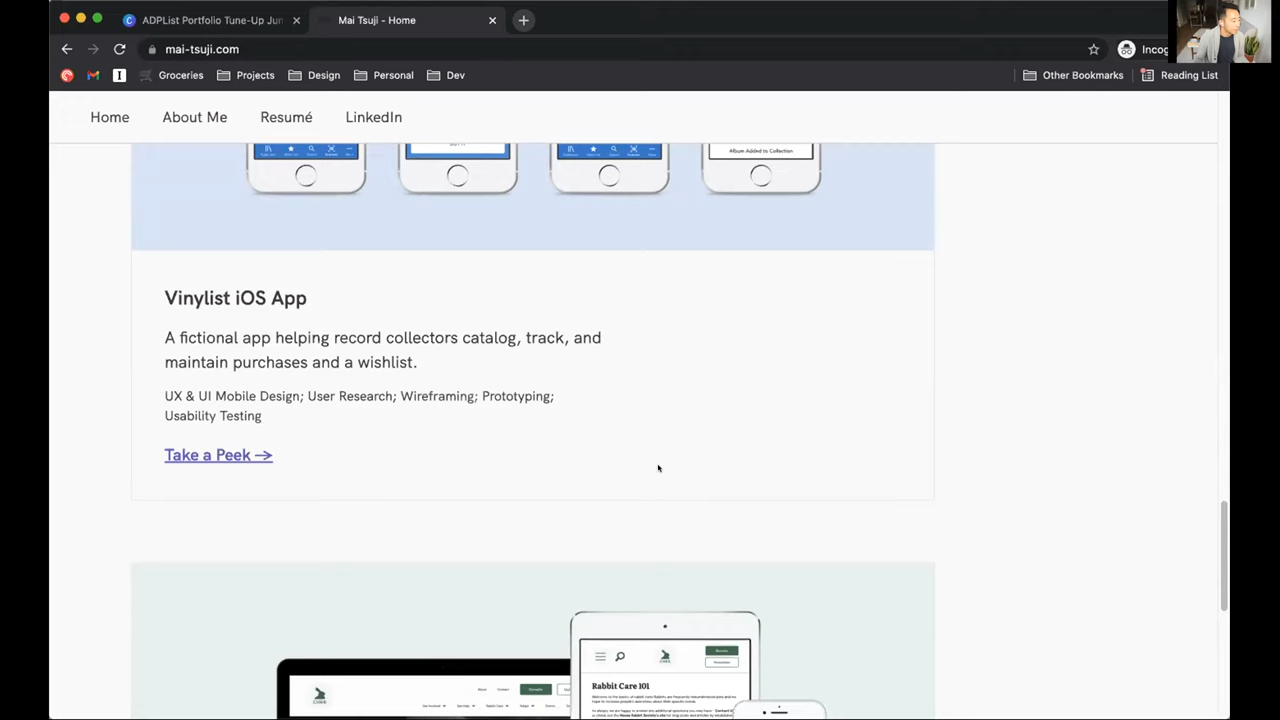 ADPList Portfolio Tune-Up Jun
Mai Tsuji - Home
mai-tsuji.com
Incog
Groceries
Projects
Design
Personal
Dev
Other Bookmarks
Reading List
Home
About Me
Resumé
LinkedIn
Album Added to Collection
Vinylist iOS App
A fictional app helping record collectors catalog, track, and
maintain purchases and a wishlist.
UX & UI Mobile Design; User Research; Wireframing; Prototyping;
Usability Testing
Take a Peek →
Rabbit Care 101